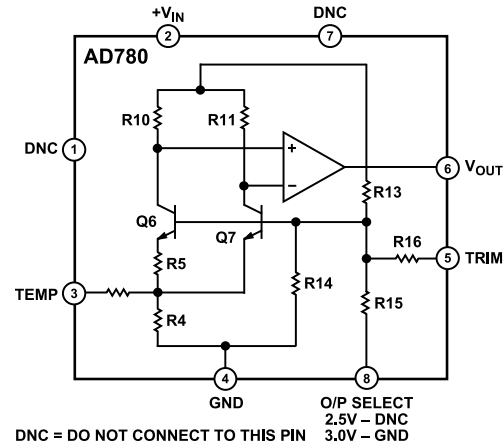 +VIN
DNC
2
7
AD780
R10
R11
DNC 1
+
–
6 VOUT
R13
Q6
Q7
R16
5 TRIM
R5
R14
R15
TEMP 3
R4
4
8
GND
O/P SELECT
2.5V – DNC
DNC = DO NOT CONNECT TO THIS PIN 3.0V – GND